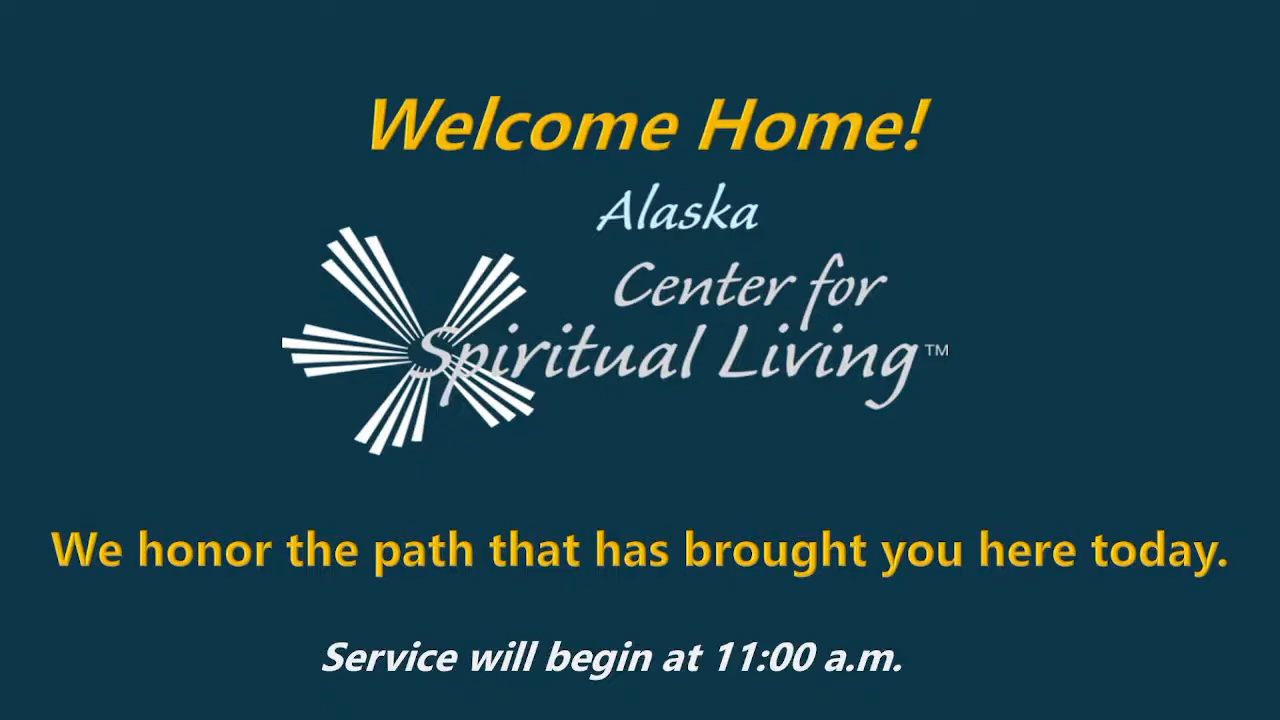 Welcome Home!
Alaska
Center for
Spiritual Living™
We honor the path that has brought you here today.
Service will begin at 11:00 a.m.